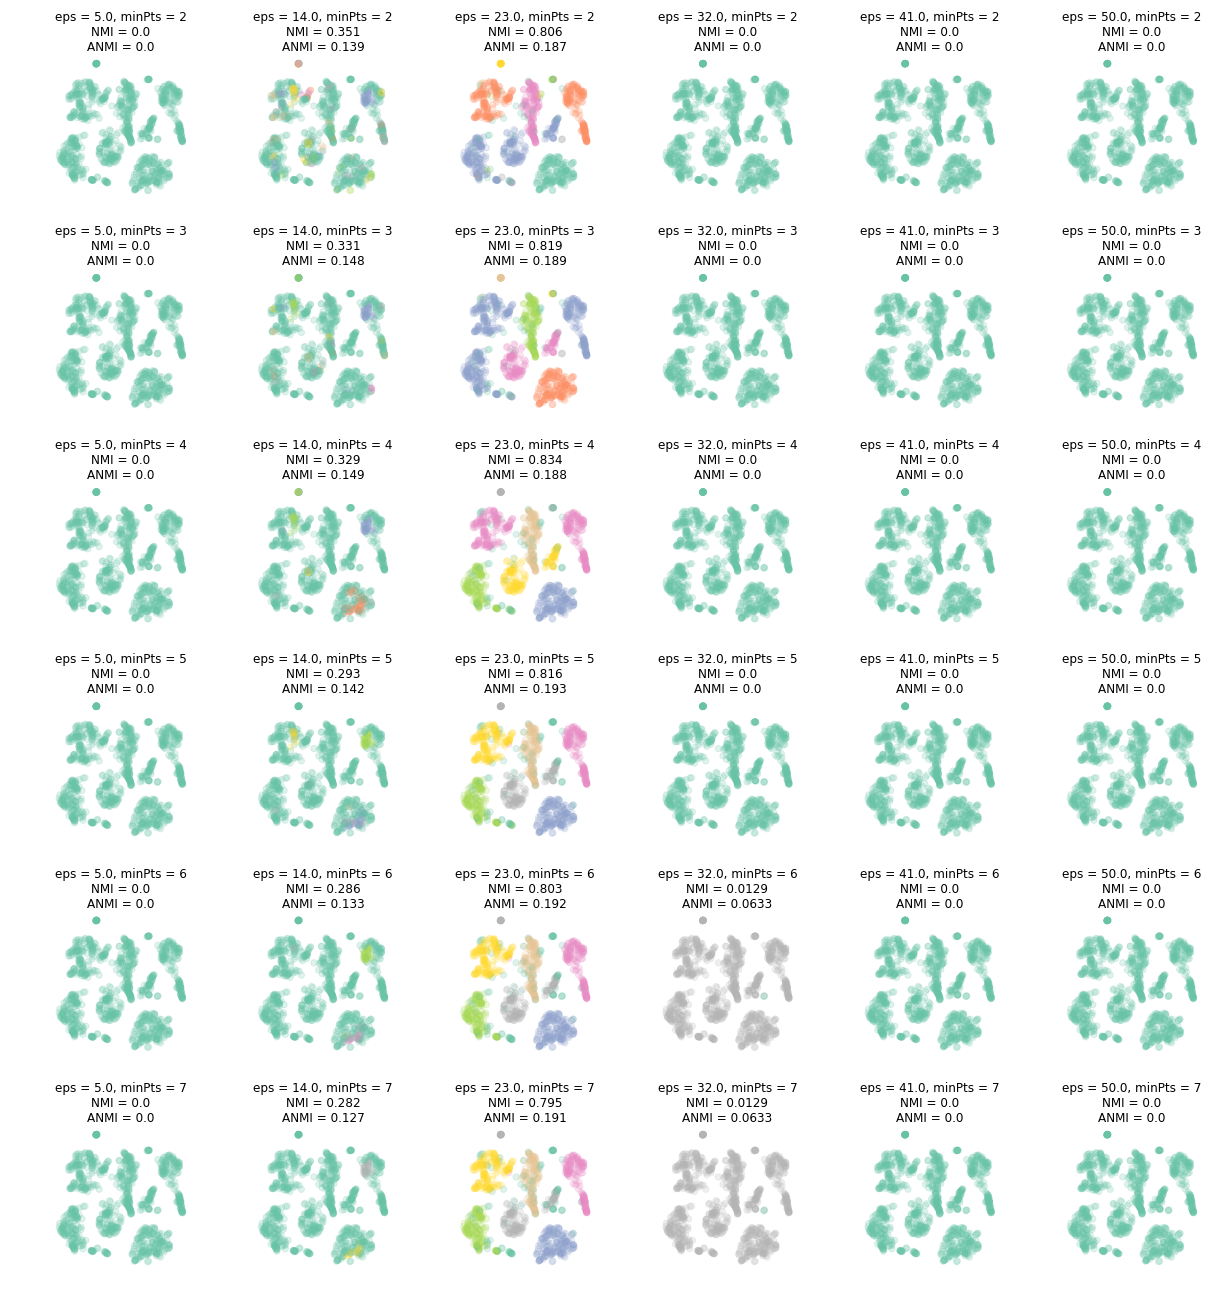 eps = 5.0, minPts = 2
NMI = 0.0
ANMI = 0.0
eps = 14.0, minPts = 2
NMI = 0.351
ANMI = 0.139
eps = 23.0, minPts = 2
NMI = 0.806
ANMI = 0.187
eps = 32.0, minPts = 2
NMI = 0.0
ANMI = 0.0
eps = 41.0, minPts = 2
NMI = 0.0
ANMI = 0.0
eps = 50.0, minPts = 2
NMI = 0.0
ANMI = 0.0
eps = 5.0, minPts = 3
NMI = 0.0
ANMI = 0.0
eps = 14.0, minPts = 3
NMI = 0.331
ANMI = 0.148
eps = 23.0, minPts = 3
NMI = 0.819
ANMI = 0.189
eps = 32.0, minPts = 3
NMI = 0.0
ANMI = 0.0
eps = 41.0, minPts = 3
NMI = 0.0
ANMI = 0.0
eps = 50.0, minPts = 3
NMI = 0.0
ANMI = 0.0
eps = 5.0, minPts = 4
NMI = 0.0
ANMI = 0.0
eps = 14.0, minPts = 4
NMI = 0.329
ANMI = 0.149
eps = 23.0, minPts = 4
NMI = 0.834
ANMI = 0.188
eps = 32.0, minPts = 4
NMI = 0.0
ANMI = 0.0
eps = 41.0, minPts = 4
NMI = 0.0
ANMI = 0.0
eps = 50.0, minPts = 4
NMI = 0.0
ANMI = 0.0
eps = 5.0, minPts = 5
NMI = 0.0
ANMI = 0.0
eps = 14.0, minPts = 5
NMI = 0.293
ANMI = 0.142
eps = 23.0, minPts = 5
NMI = 0.816
ANMI = 0.193
eps = 32.0, minPts = 5
NMI = 0.0
ANMI = 0.0
eps = 41.0, minPts = 5
NMI = 0.0
ANMI = 0.0
eps = 50.0, minPts = 5
NMI = 0.0
ANMI = 0.0
eps = 5.0, minPts = 6
NMI = 0.0
ANMI = 0.0
eps = 14.0, minPts = 6
NMI = 0.286
ANMI = 0.133
eps = 23.0, minPts = 6
NMI = 0.803
ANMI = 0.192
eps = 32.0, minPts = 6
NMI = 0.0129
ANMI = 0.0633
eps = 41.0, minPts = 6
NMI = 0.0
ANMI = 0.0
eps = 50.0, minPts = 6
NMI = 0.0
ANMI = 0.0
eps = 5.0, minPts = 7
NMI = 0.0
ANMI = 0.0
eps = 14.0, minPts = 7
NMI = 0.282
ANMI = 0.127
eps = 23.0, minPts = 7
NMI = 0.795
ANMI = 0.191
eps = 32.0, minPts = 7
NMI = 0.0129
ANMI = 0.0633
eps = 41.0, minPts = 7
NMI = 0.0
ANMI = 0.0
eps = 50.0, minPts = 7
NMI = 0.0
ANMI = 0.0